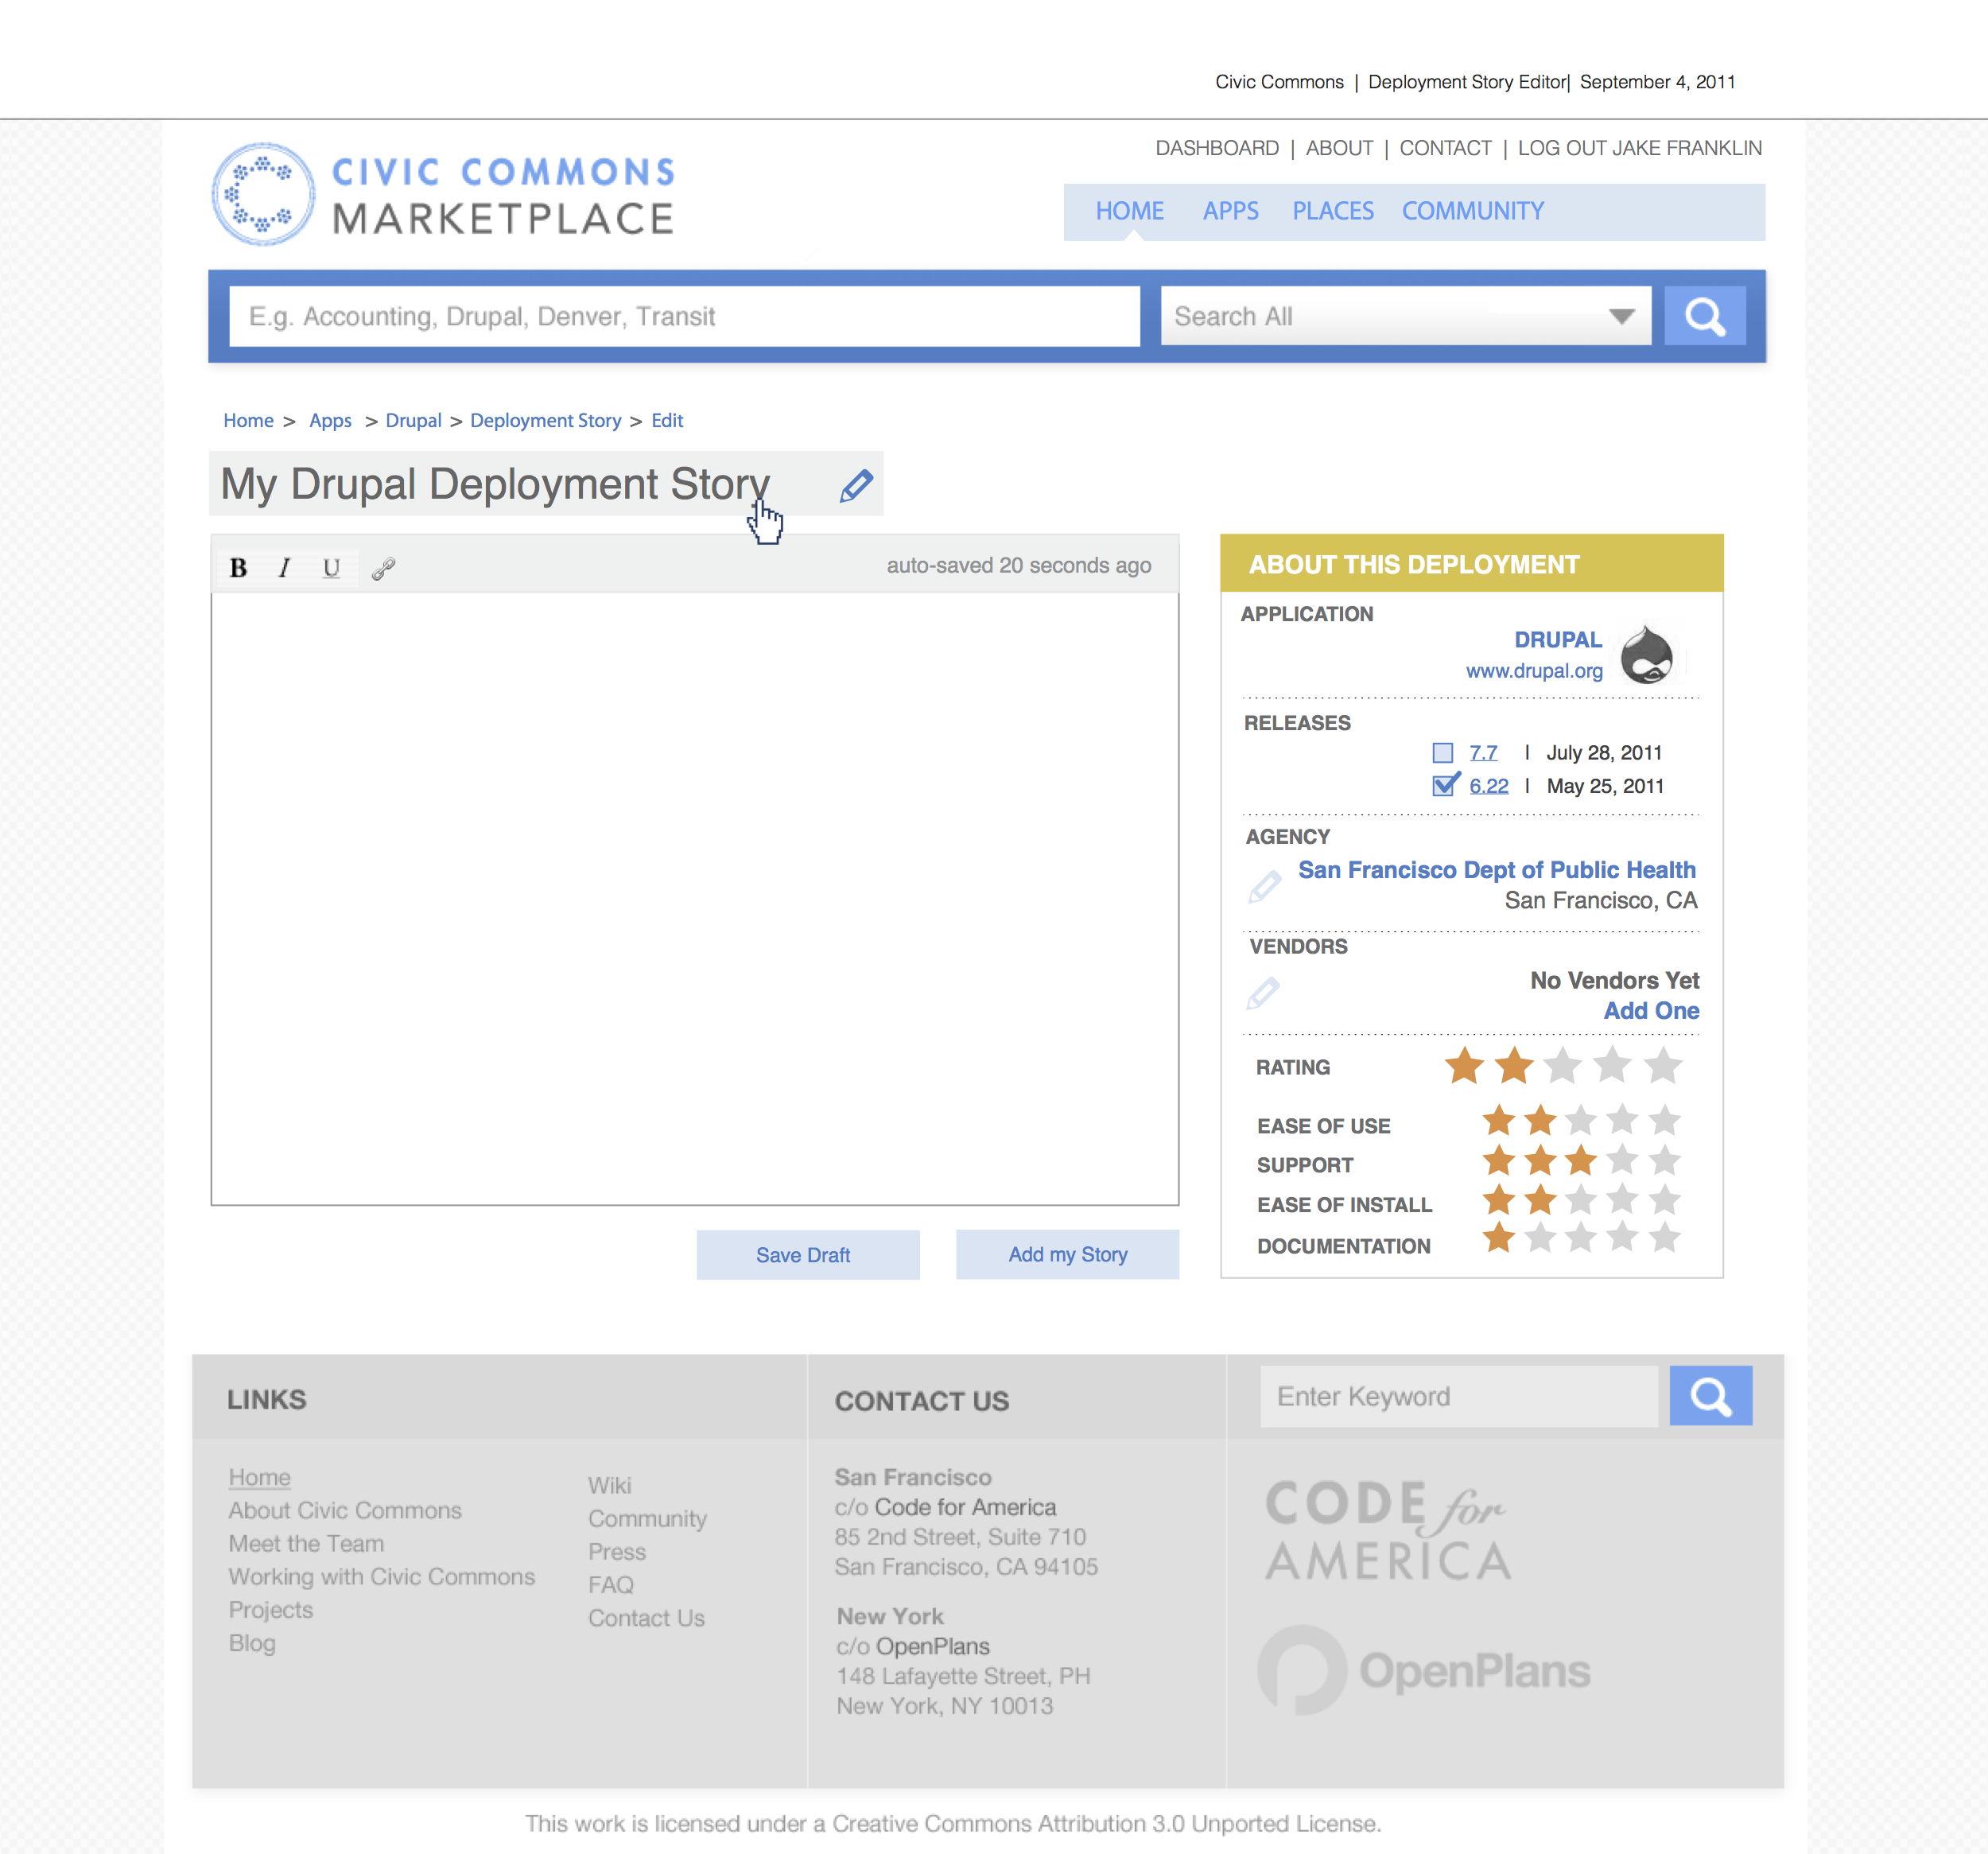 Civic Commons | Deployment Story Editor| September 4, 2011
DASHBOARD | ABOUT | CONTACT | LOG OUT JAKE FRANKLIN
CIVIC COMMONS
MARKETPLACE
HOME APPS PLACES COMMUNITY
E.g. Accounting, Drupal, Denver, Transit
Search All
Home > Apps > Drupal > Deployment Story > Edit
My Drupal Deployment Story
B I U auto-saved 20 seconds ago
Save Draft
Add my Story
ABOUT THIS DEPLOYMENT
APPLICATION
DRUPAL
www.drupal.org
RELEASES
7.7 I July 28, 2011
6.22 I May 25, 2011
AGENCY
San Francisco Dept of Public Health
San Francisco, CA
VENDORS
No Vendors Yet
Add One
RATING
EASE OF USE
SUPPORT
EASE OF INSTALL
DOCUMENTATION
LINKS
Home
About Civic Commons
Meet the Team
Working with Civic Commons
Projects
Blog
Wiki
Community
Press
FAQ
Contact Us
CONTACT US
San Francisco
c/o Code for America
85 2nd Street, Suite 710
San Francisco, CA 94105
New York
c/o OpenPlans
148 Lafayette Street, PH
New York, NY 10013
Enter Keyword
CODE for
AMERICA
OpenPlans
This work is licensed under a Creative Commons Attribution 3.0 Unported License.